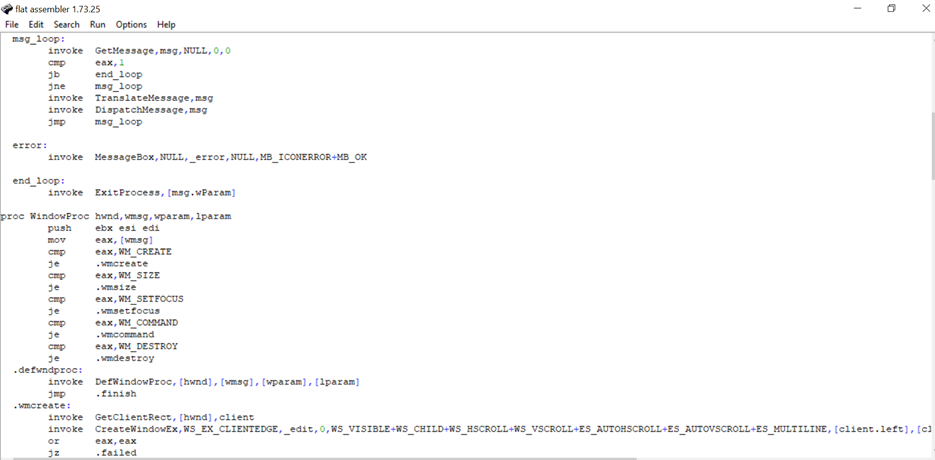 flat assembler 1.73.25
File Edit Search Run Options Help
msg_loop:
invoke GetMessage,msg,NULL,0,0
cmp eax,1
jb end_loop
jne msg_loop
invoke TranslateMessage,msg
invoke DispatchMessage,msg
jmp msg_loop
error:
invoke MessageBox,NULL,_error,NULL,MB_ICONERROR+MB_OK
end_loop:
invoke ExitProcess,[msg.wParam]
proc WindowProc hwnd,wmsg,wparam,lparam
push ebx esi edi
mov eax,[wmsg]
cmp eax,WM_CREATE
je .wmcreate
cmp eax,WM_SIZE
je .wmsize
cmp eax,WM_SETFOCUS
je .wmsetfocus
cmp eax,WM_COMMAND
je .wmcommand
cmp eax,WM_DESTROY
je .wmdestroy
.defwndproc:
invoke DefWindowProc,[hwnd],[wmsg],[wparam],[lparam]
jmp .finish
.wmcreate:
invoke GetClientRect,[hwnd],client
invoke CreateWindowEx,WS_EX_CLIENTEDGE,_edit,0,WS_VISIBLE+WS_CHILD+WS_HSCROLL+WS_VSCROLL+ES_AUTOHSCROLL+ES_AUTOVSCROLL+ES_MULTILINE,[client.left],[cl
or eax,eax
jz .failed